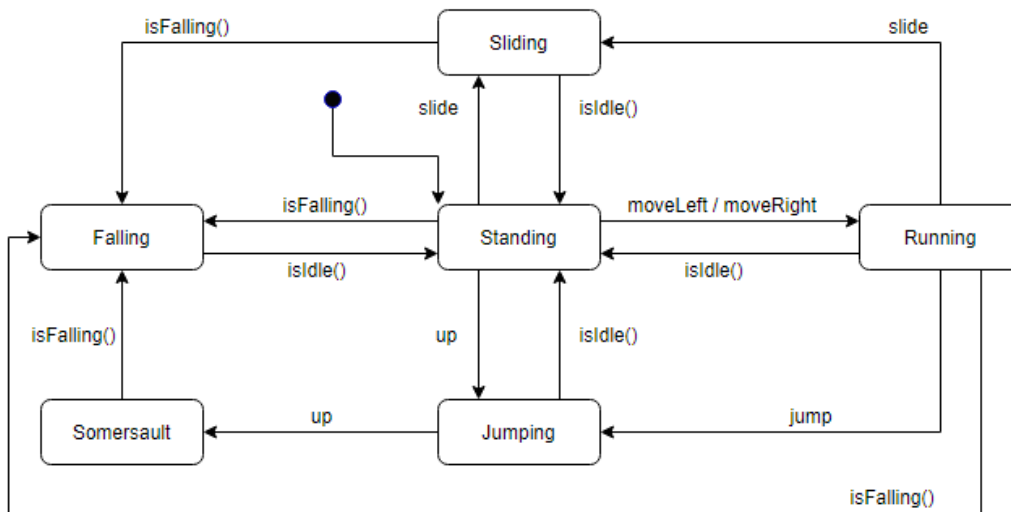 isFalling()
Sliding
slide
slide
isIdle()
Falling
isFalling()
isIdle()
Standing
moveLeft / moveRight
isIdle()
Running
isFalling()
up
isIdle()
Somersault
up
Jumping
jump
isFalling()